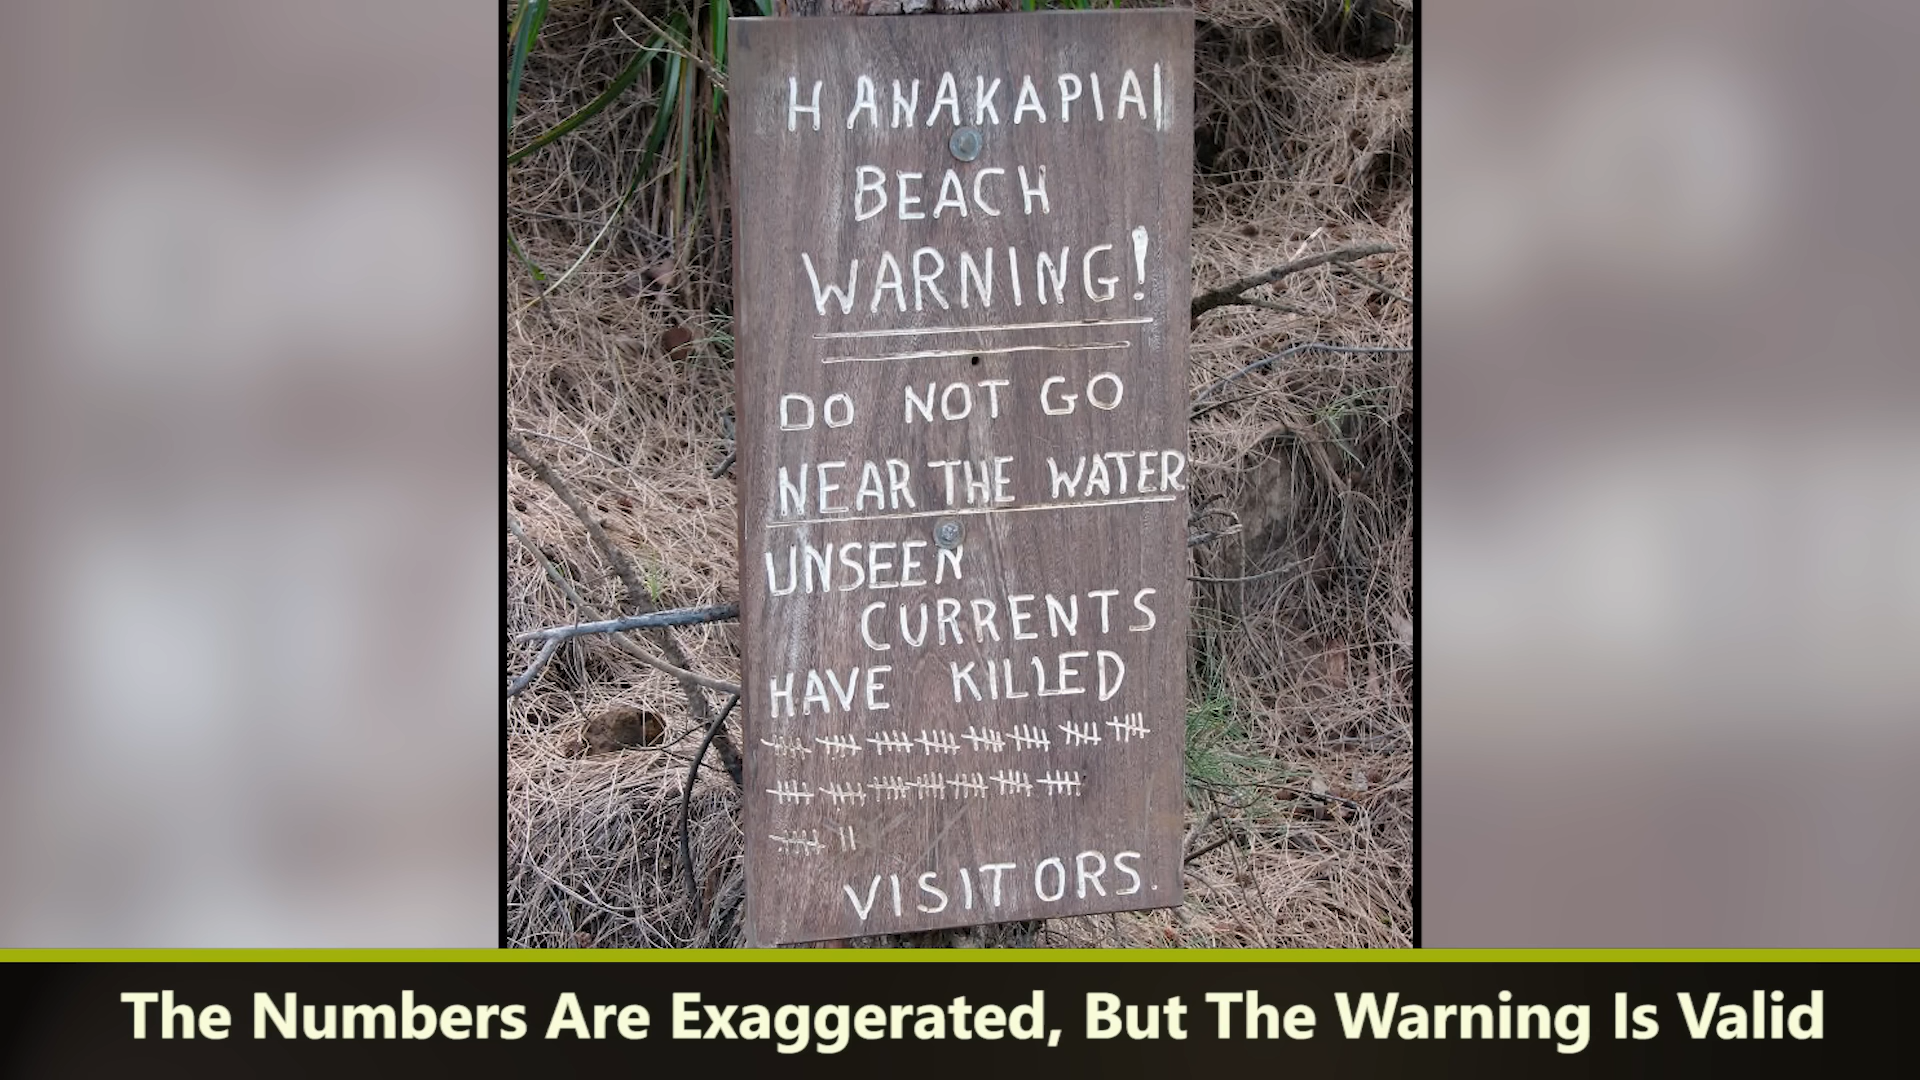 HANAKAPIAI
BEACH
WARNING!
DO NOT GO
NEAR THE WATER
UNSEEN
CURRENTS
HAVE KILLED
VISITORS.
The Numbers Are Exaggerated, But The Warning Is Valid